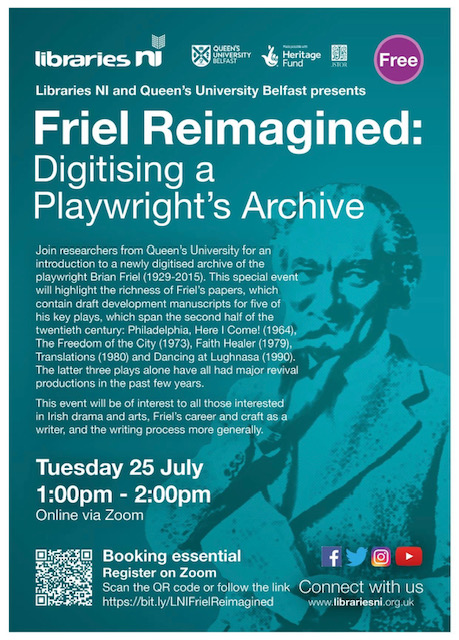 libraries NI
QUEEN'S
UNIVERSITY
BELFAST
Heritage
Fund
JSTOR
Free
Libraries NI and Queen's University Belfast presents
Friel Reimagined:
Digitising a
Playwright's Archive
Join researchers from Queen's University for an
introduction to a newly digitised archive of the
playwright Brian Friel (1929-2015). This special event
will highlight the richness of Friel's papers, which
contain draft development manuscripts for five of
his key plays, which span the second half of the
twentieth century: Philadelphia, Here I Come! (1964),
The Freedom of the City (1973), Faith Healer (1979),
Translations (1980) and Dancing at Lughnasa (1990).
The latter three plays alone have all had major revival
productions in the past few years.
This event will be of interest to all those interested
in Irish drama and arts, Friel's career and craft as a
writer, and the writing process more generally.
Tuesday 25 July
1:00pm - 2:00pm
Online via Zoom
Booking essential
Register on Zoom
Scan the QR code or follow the link
https://bit.ly/LNIFrielReimagined
Connect with us
www.librariesni.org.uk